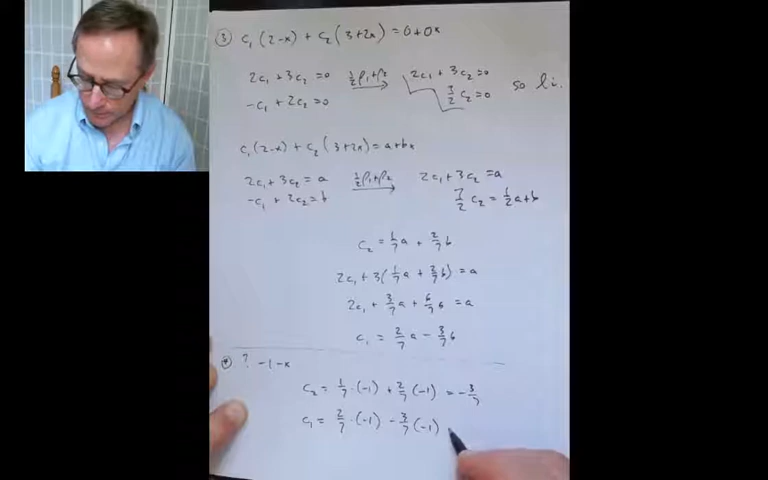 ③ c₁(2-x) + c₂(3+2x) = 0+0x
2c₁ + 3c₂ = 0 ½ρ₁+ρ₂ → 2c₁ + 3c₂ = 0
-c₁ + 2c₂ = 0 3/2 c₂ = 0 so l.i.
c₁(2-x) + c₂(3+2x) = a+bx
2c₁ + 3c₂ = a ½ρ₁+ρ₂ → 2c₁ + 3c₂ = a
-c₁ + 2c₂ = b 7/2 c₂ = ½a+b
c₂ = 1/7 a + 2/7 b
2c₁ + 3(1/7 a + 2/7 b) = a
2c₁ + 3/7 a + 6/7 b = a
c₁ = 2/7 a - 3/7 b
? -1-x
c₂ = 1/7·(-1) + 2/7(-1) = -3/7
c₁ = 2/7·(-1) - 3/7(-1)